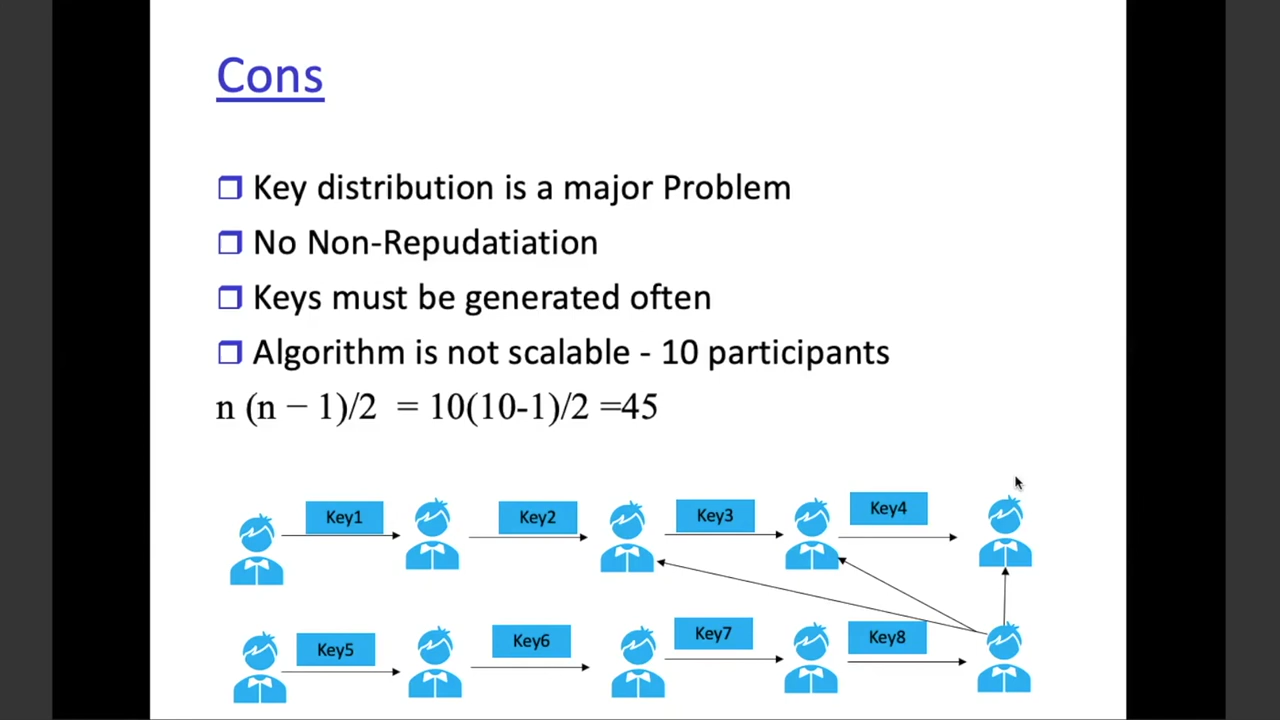 Cons
Key distribution is a major Problem
No Non-Repudatiation
Keys must be generated often
Algorithm is not scalable - 10 participants
n (n − 1)/2 = 10(10-1)/2 =45
Key1 Key2 Key3 Key4
Key5 Key6 Key7 Key8